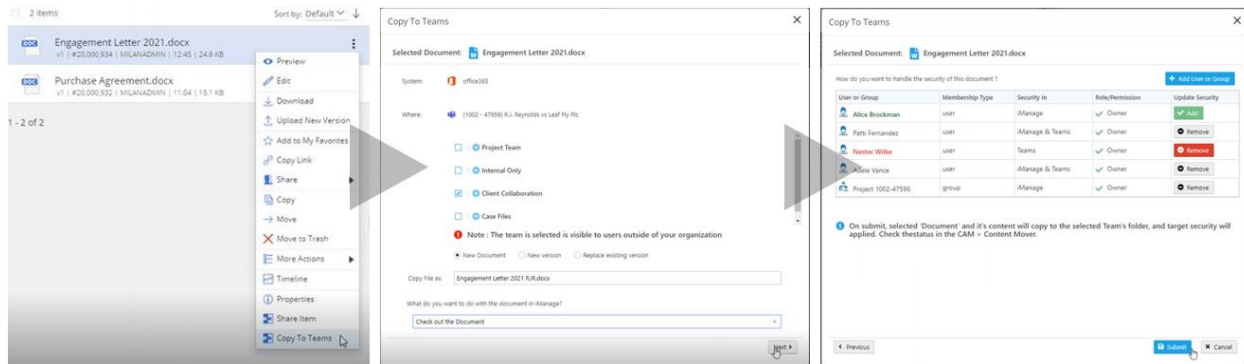 2 items
Sort by: Default
Engagement Letter 2021.docx
v1 | #20,000,934 | MILANADMIN | 12:45 | 24.6 KB
Purchase Agreement.docx
v1 | #20,000,932 | MILANADMIN | 11:04 | 15.1 KB
1 - 2 of 2
Preview
Edit
Download
Upload New Version
Add to My Favorites
Copy Link
Share
Copy
Move
Move to Trash
More Actions
Timeline
Properties
Share Item
Copy To Teams
Copy To Teams
Selected Document: Engagement Letter 2021.docx
System: office365
Where: (1002 - 47956) R.J. Reynolds vs Leaf Fly Plc
Project Team
Internal Only
Client Collaboration
Case Files
Note : The team is selected is visible to users outside of your organization
New Document New version Replace existing version
Copy File as: Engagement Letter 2021 RJR.docx
What do you want to do with the document in iManage?
Check out the Document
Next
Copy To Teams
Selected Document: Engagement Letter 2021.docx
How do you want to handle the security of this document ?
+ Add User or Group
User or Group Membership Type Security In Role/Permission Update Security
Alice Brockman user iManage Owner Add
Patti Fernandez user iManage & Teams Owner Remove
Nestor Wilke user Teams Owner Remove
Adele Vance user iManage & Teams Owner Remove
Project 1002-47596 group iManage Owner Remove
On submit, selected 'Document' and it's content will copy to the selected Team's folder, and target security will
applied. Check thestatus in the CAM > Content Mover.
Previous
Submit
Cancel